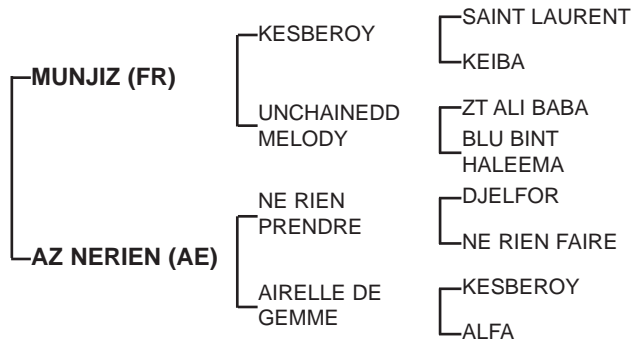 SAINT LAURENT
KESBEROY
KEIBA
MUNJIZ (FR)
ZT ALI BABA
UNCHAINEDD
MELODY
BLU BINT
HALEEMA
DJELFOR
NE RIEN
PRENDRE
NE RIEN FAIRE
AZ NERIEN (AE)
KESBEROY
AIRELLE DE
GEMME
ALFA